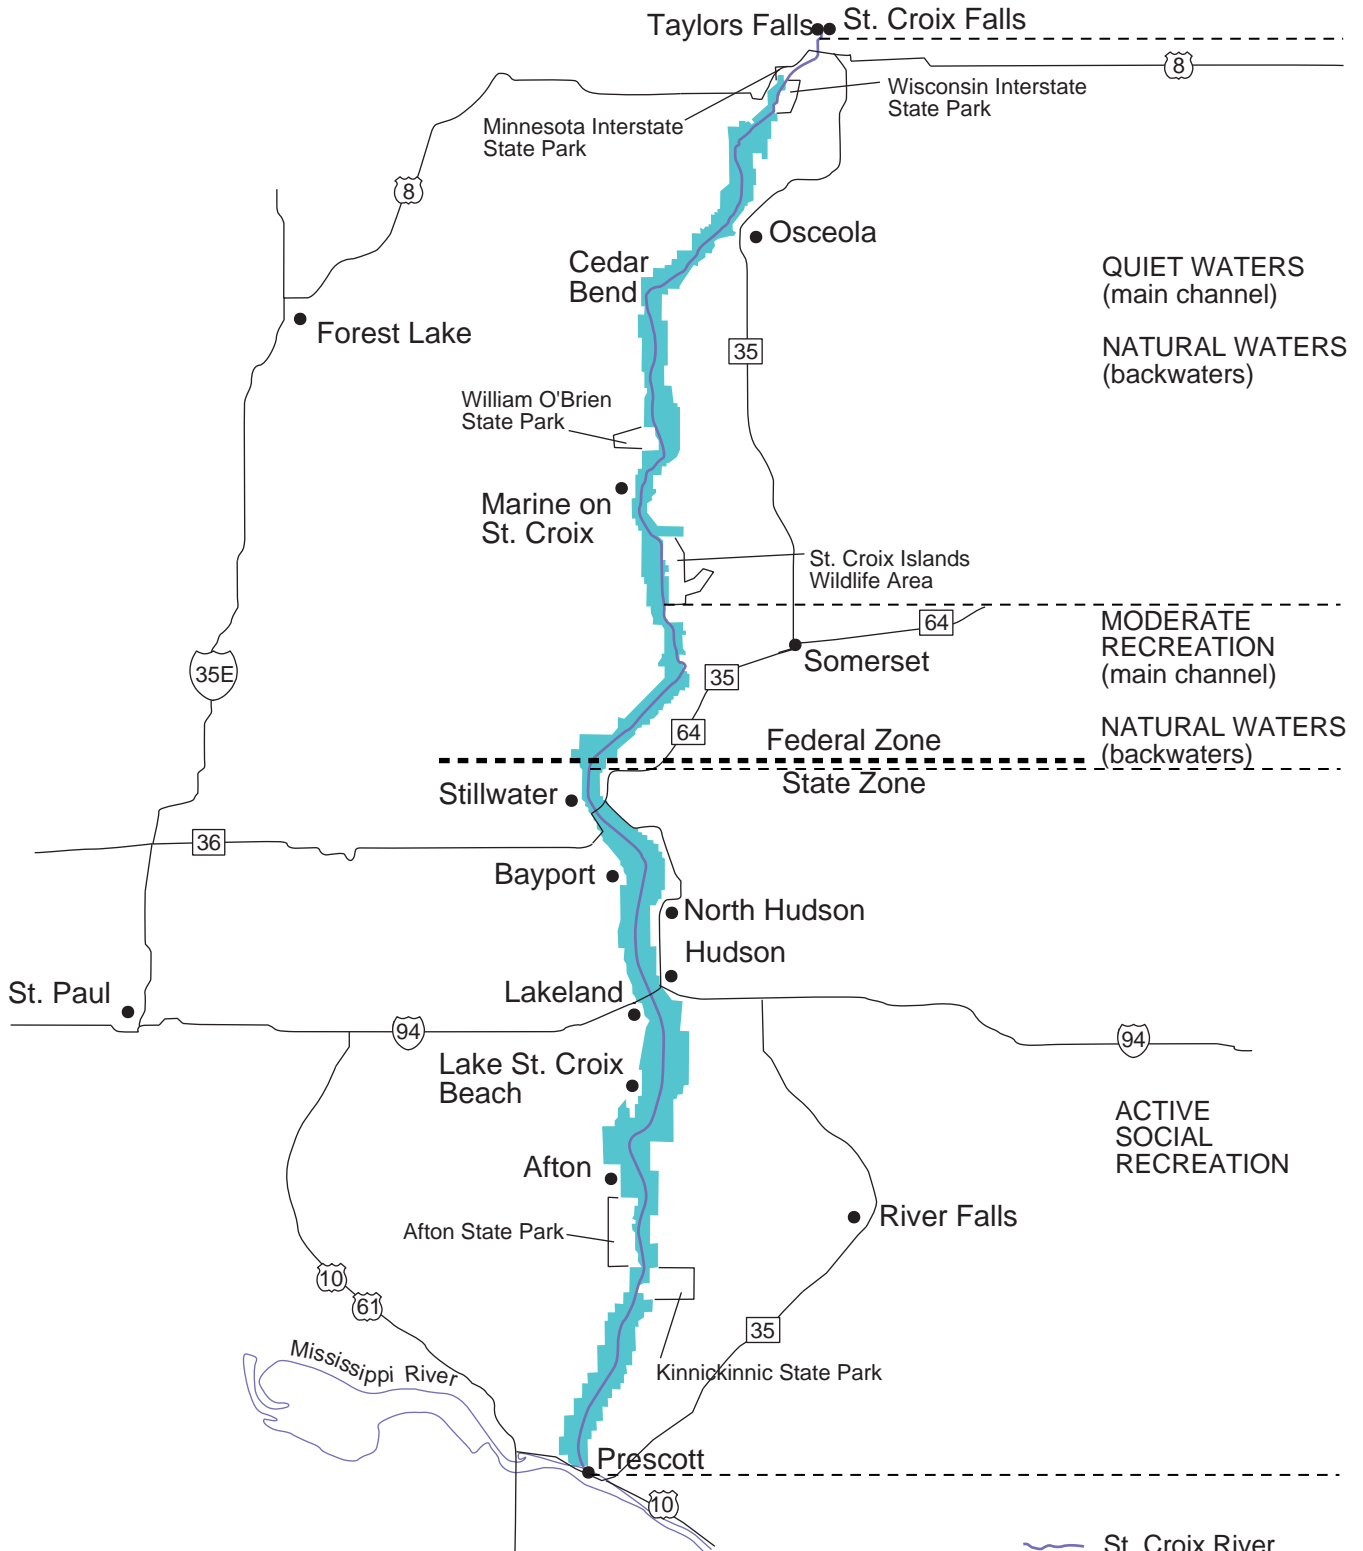 Taylors Falls
St. Croix Falls
8
Wisconsin Interstate
State Park
Minnesota Interstate
State Park
8
Osceola
Cedar
Bend
QUIET WATERS
(main channel)
Forest Lake
35
NATURAL WATERS
(backwaters)
William O'Brien
State Park
Marine on
St. Croix
St. Croix Islands
Wildlife Area
64
MODERATE
RECREATION
(main channel)
Somerset
35E
35
64
NATURAL WATERS
(backwaters)
Federal Zone
State Zone
Stillwater
36
Bayport
North Hudson
Hudson
St. Paul
Lakeland
94
94
Lake St. Croix
Beach
ACTIVE
SOCIAL
RECREATION
Afton
River Falls
Afton State Park
10
61
35
Mississippi River
Kinnickinnic State Park
Prescott
10
St. Croix River